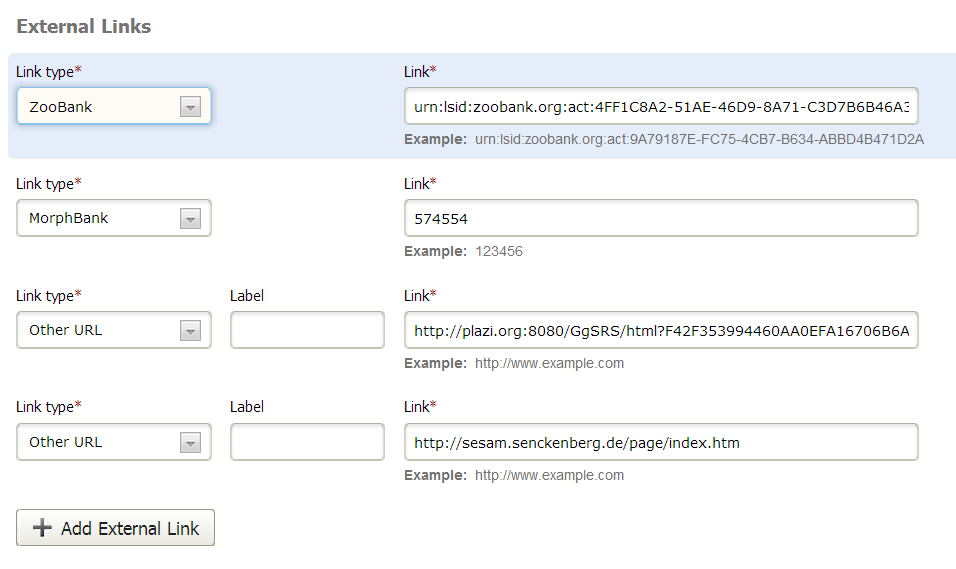 External Links
Link type* Link*
ZooBank urn:lsid:zoobank.org:act:4FF1C8A2-51AE-46D9-8A71-C3D7B6B46A3
Example: urn:lsid:zoobank.org:act:9A79187E-FC75-4CB7-B634-ABBD4B471D2A
Link type* Link*
MorphBank 574554
Example: 123456
Link type* Label Link*
Other URL http://plazi.org:8080/GgSRS/html?F42F353994460AA0EFA16706B6A
Example: http://www.example.com
Link type* Label Link*
Other URL http://sesam.senckenberg.de/page/index.htm
Example: http://www.example.com
Add External Link